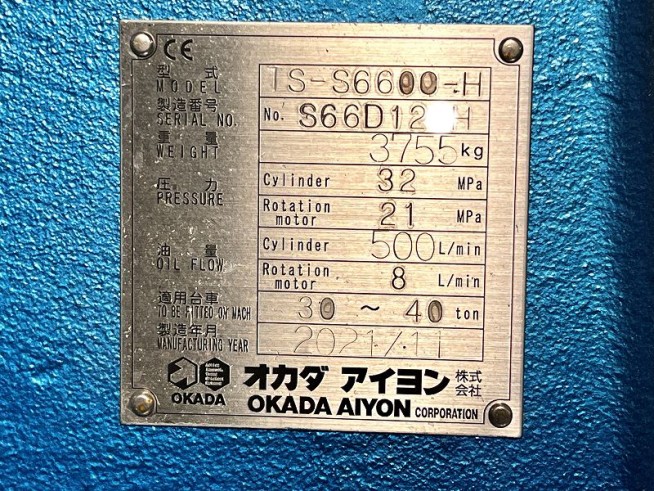 CE
型式 TS-S6600-H
MODEL
製造番号 No. S66D12
SERIAL NO.
重量 3755kg
WEIGHT
圧力 Cylinder 32 MPa
PRESSURE Rotation motor 21 MPa
油量 Cylinder 500 L/min
OIL FLOW Rotation motor 8 L/min
適用台車 30 ~ 40 ton
TO BE FITTED ON MACH
製造年月 2021/11
MANUFACTURING YEAR
オカダ アイヨン 株式会社
OKADA OKADA AIYON CORPORATION